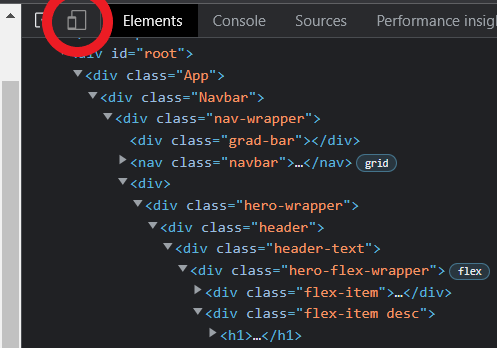 Elements Console Sources Performance insig
div id="root">
<div class="App">
<div class="Navbar">
<div class="nav-wrapper">
<div class="grad-bar"></div>
<nav class="navbar">…</nav> grid
<div>
<div class="hero-wrapper">
<div class="header">
<div class="header-text">
<div class="hero-flex-wrapper"> flex
<div class="flex-item">…</div>
<div class="flex-item desc">
<h1>…</h1>